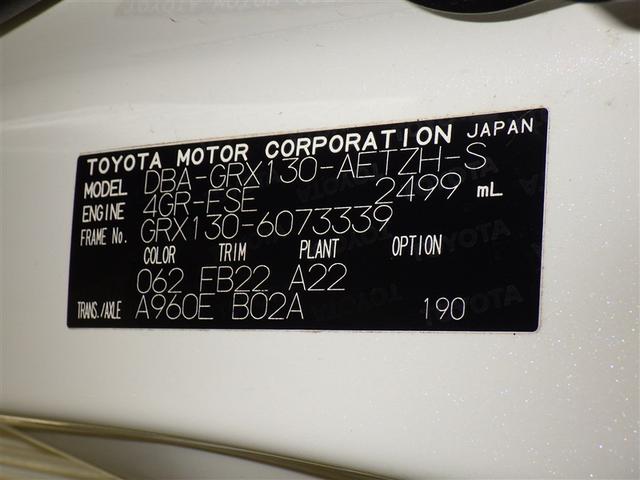 TOYOTA MOTOR CORPORATION JAPAN
MODEL DBA-GRX130-AETZH-S
ENGINE 4GR-FSE 2499 mL
FRAME No. GRX130-6073339
COLOR TRIM PLANT OPTION
062 FB22 A22
TRANS./AXLE A960E B02A 190